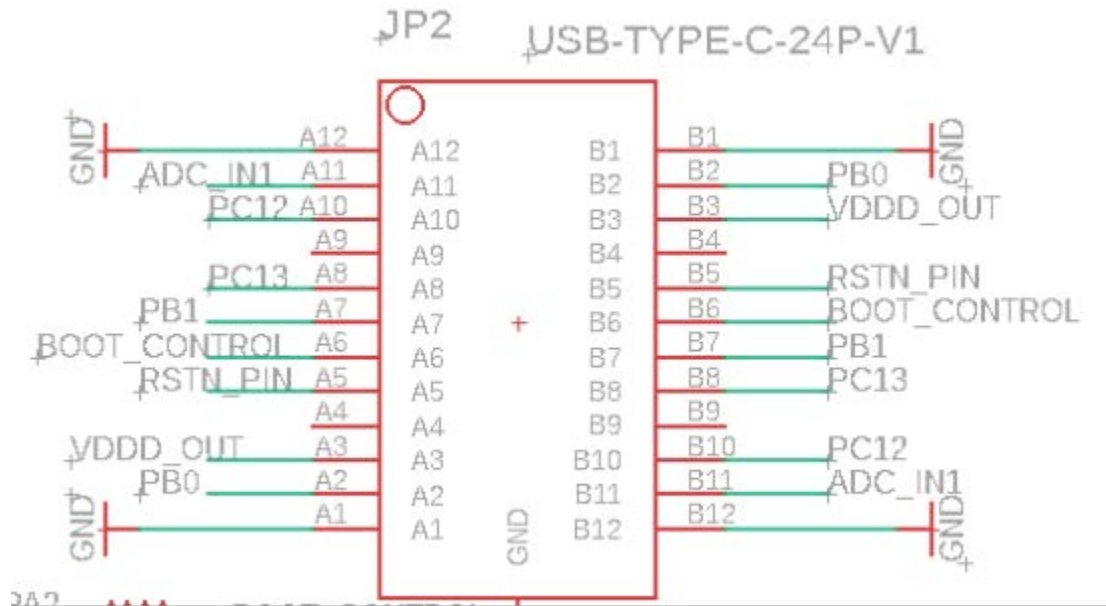 JP2
USB-TYPE-C-24P-V1
GND A12 A12 B1 B1 GND
ADC_IN1 A11 A11 B2 B2 PB0
PC12 A10 A10 B3 B3 VDDD_OUT
A9 A9 B4 B4
PC13 A8 A8 B5 B5 RSTN_PIN
PB1 A7 A7 B6 B6 BOOT_CONTROL
BOOT_CONTROL A6 A6 B7 B7 PB1
RSTN_PIN A5 A5 B8 B8 PC13
A4 A4 B9 B9
VDDD_OUT A3 A3 B10 B10 PC12
PB0 A2 A2 B11 B11 ADC_IN1
GND A1 A1 B12 B12 GND
GND